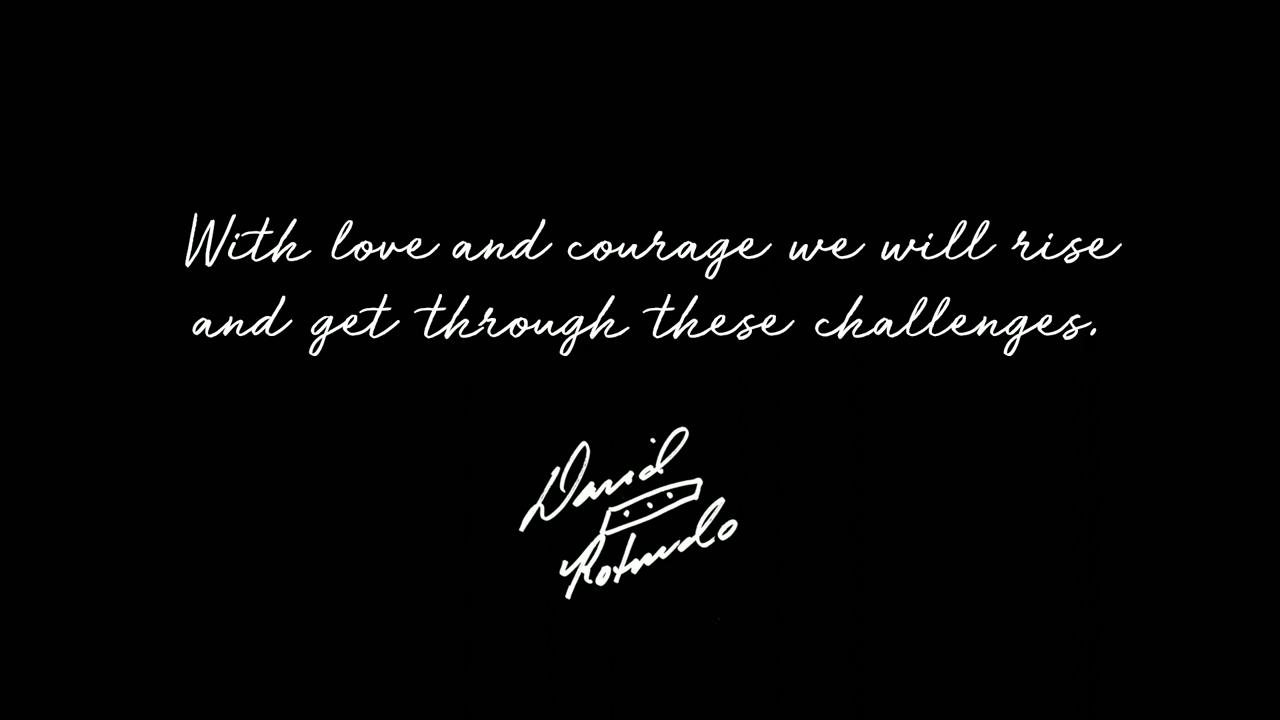 With love and courage we will rise
and get through these challenges.
David
Rotundo